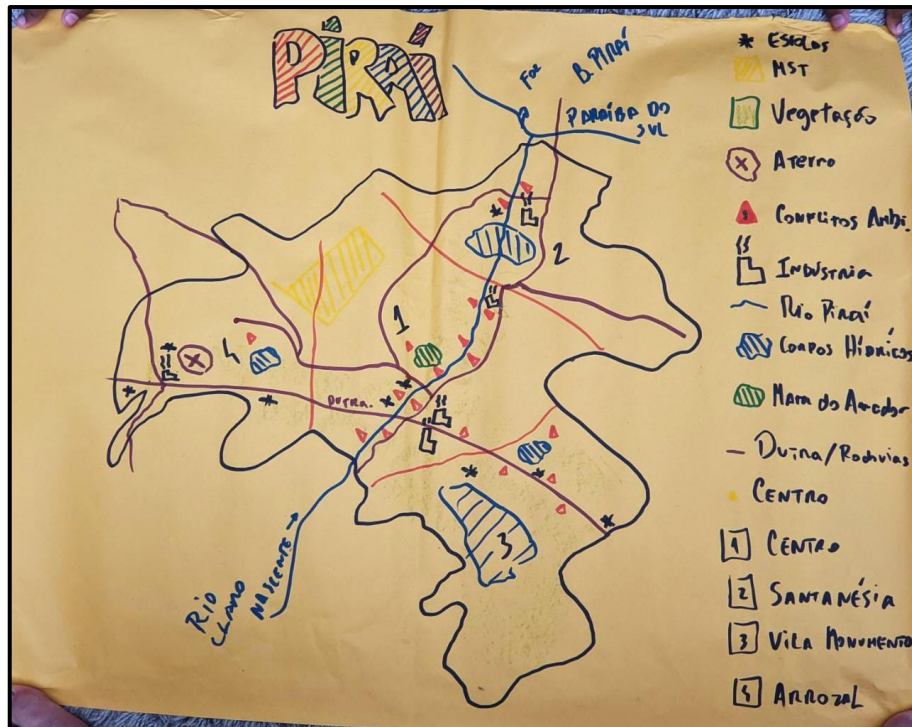 PIRAÍ
FOZ
B. PIRAÍ
PARAÍBA DO
SUL
2
1
4
DUTRA.
3
RIO
CLARO
NASCENTE
* ESCOLAS
MST
Vegetação
ATERRO
CONFLITOS Ambi.
INDÚSTRIA
Rio Piraí
CORPOS HÍDRICOS
MATA do Amador
DUTRA/Rodovias
CENTRO
1 CENTRO
2 SANTANÉSIA
3 VILA MONUMENTO
4 ARROZAL